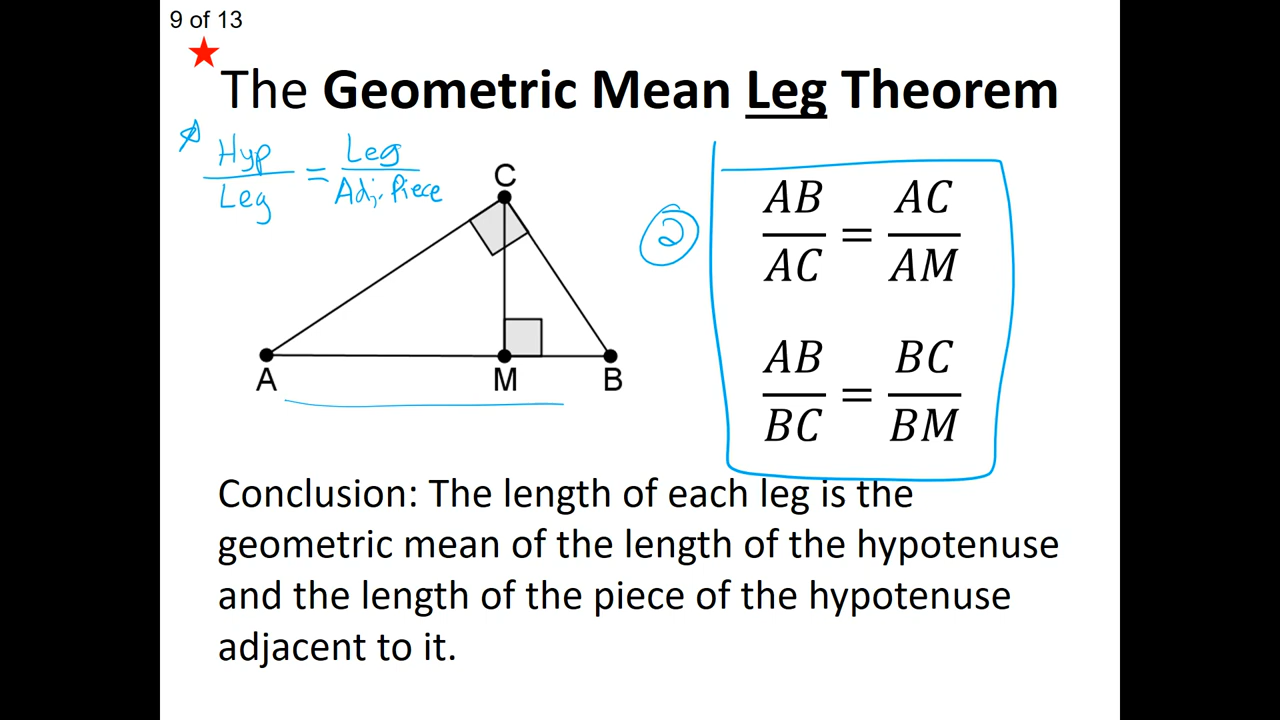 9 of 13
The Geometric Mean Leg Theorem
Hyp/Leg = Leg/Adj. Piece
C
A
M
B
2
AB/AC = AC/AM
AB/BC = BC/BM
Conclusion: The length of each leg is the
geometric mean of the length of the hypotenuse
and the length of the piece of the hypotenuse
adjacent to it.